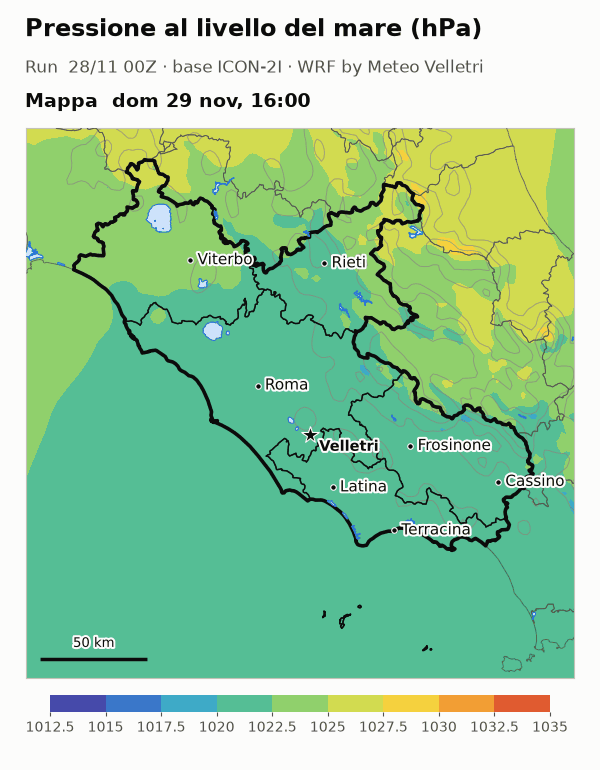 Pressione al livello del mare (hPa)
Run  28/11 00Z · base ICON-2I · WRF by Meteo Velletri
Mappa  dom 29 nov, 16:00
Viterbo
Rieti
Roma
Velletri
Frosinone
Latina
Cassino
Terracina
50 km
1012.5 1015 1017.5 1020 1022.5 1025 1027.5 1030 1032.5 1035